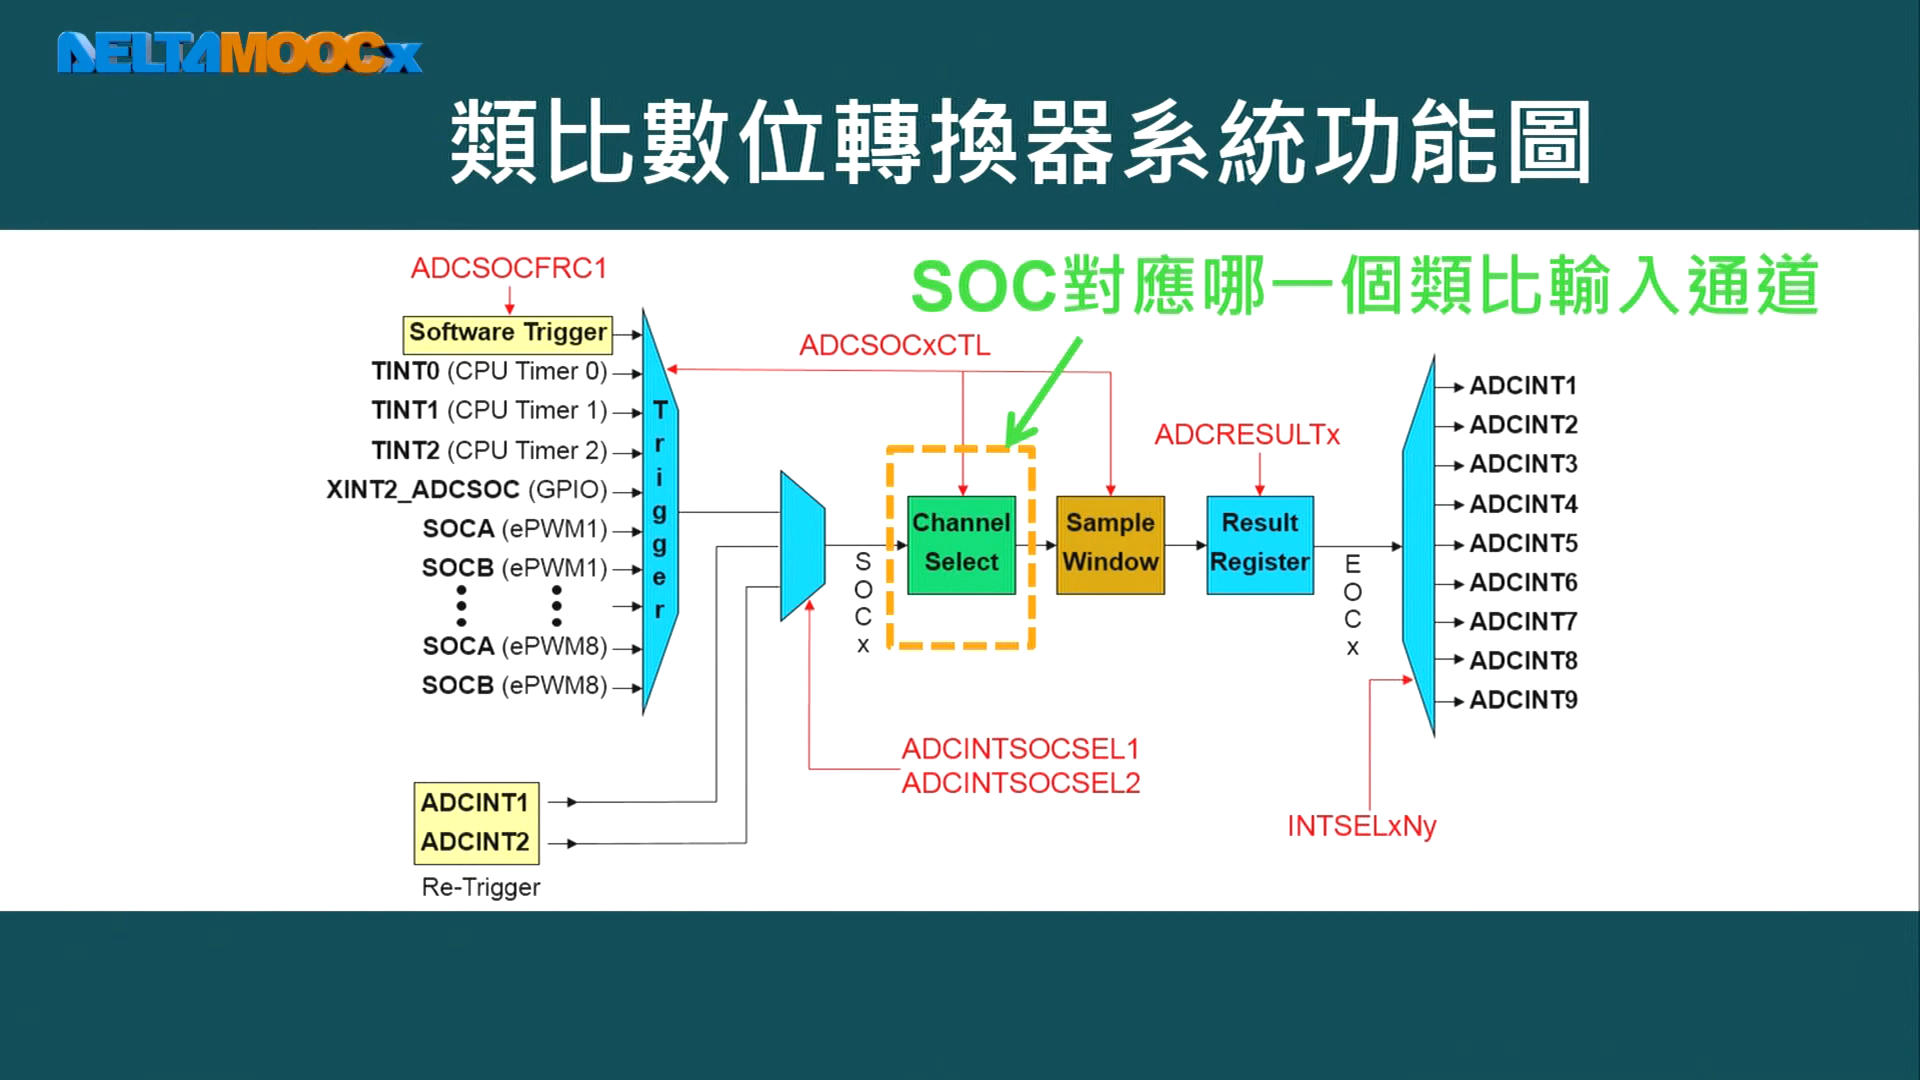 DELTAMOOCx
類比數位轉換器系統功能圖
SOC對應哪一個類比輸入通道
ADCSOCFRC1
Software Trigger
TINT0 (CPU Timer 0)
TINT1 (CPU Timer 1)
TINT2 (CPU Timer 2)
XINT2_ADCSOC (GPIO)
SOCA (ePWM1)
SOCB (ePWM1)
SOCA (ePWM8)
SOCB (ePWM8)
Trigger
ADCINT1
ADCINT2
Re-Trigger
ADCSOCxCTL
SOCx
Channel
Select
Sample
Window
ADCRESULTx
Result
Register
EOCx
ADCINTSOCSEL1
ADCINTSOCSEL2
INTSELxNy
ADCINT1
ADCINT2
ADCINT3
ADCINT4
ADCINT5
ADCINT6
ADCINT7
ADCINT8
ADCINT9